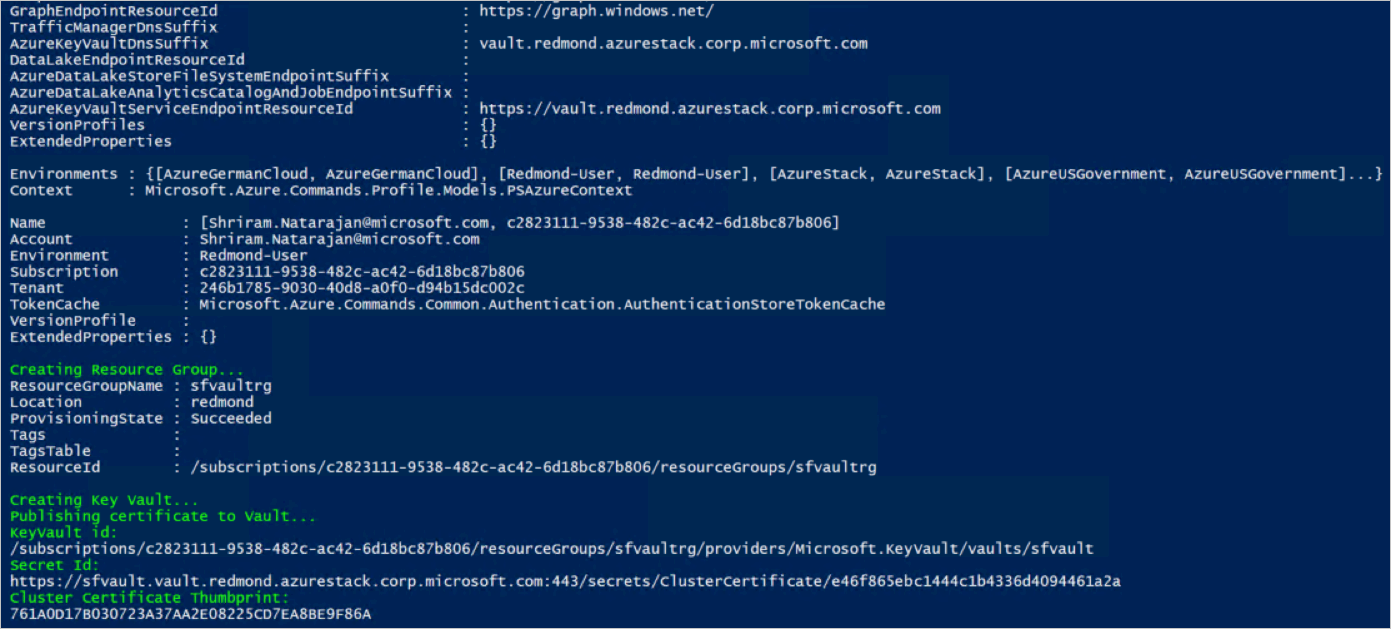 GraphEndpointResourceId : https://graph.windows.net/
TrafficManagerDnsSuffix :
AzureKeyVaultDnsSuffix : vault.redmond.azurestack.corp.microsoft.com
DataLakeEndpointResourceId :
AzureDataLakeStoreFileSystemEndpointSuffix :
AzureDataLakeAnalyticsCatalogAndJobEndpointSuffix :
AzureKeyVaultServiceEndpointResourceId : https://vault.redmond.azurestack.corp.microsoft.com
VersionProfiles : {}
ExtendedProperties : {}
Environments : {[AzureGermanCloud, AzureGermanCloud], [Redmond-User, Redmond-User], [AzureStack, AzureStack], [AzureUSGovernment, AzureUSGovernment]...}
Context : Microsoft.Azure.Commands.Profile.Models.PSAzureContext
Name : [Shriram.Natarajan@microsoft.com, c2823111-9538-482c-ac42-6d18bc87b806]
Account : Shriram.Natarajan@microsoft.com
Environment : Redmond-User
Subscription : c2823111-9538-482c-ac42-6d18bc87b806
Tenant : 246b1785-9030-40d8-a0f0-d94b15dc002c
TokenCache : Microsoft.Azure.Commands.Common.Authentication.AuthenticationStoreTokenCache
VersionProfile :
ExtendedProperties : {}
Creating Resource Group...
ResourceGroupName : sfvaultrg
Location : redmond
ProvisioningState : Succeeded
Tags :
TagsTable :
ResourceId : /subscriptions/c2823111-9538-482c-ac42-6d18bc87b806/resourceGroups/sfvaultrg
Creating Key Vault...
Publishing certificate to Vault...
KeyVault id:
/subscriptions/c2823111-9538-482c-ac42-6d18bc87b806/resourceGroups/sfvaultrg/providers/Microsoft.KeyVault/vaults/sfvault
Secret Id:
https://sfvault.vault.redmond.azurestack.corp.microsoft.com:443/secrets/ClusterCertificate/e46f865ebc1444c1b4336d4094461a2a
Cluster Certificate Thumbprint:
761A0D17B030723A37AA2E08225CD7EA8BE9F86A